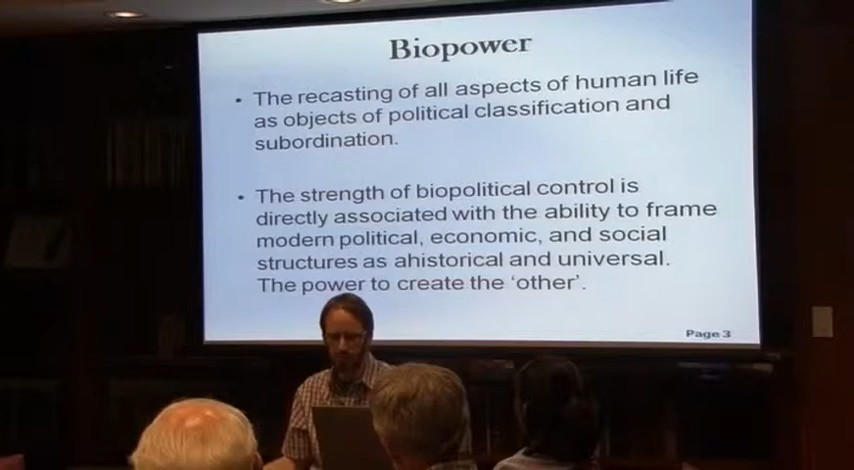 Biopower
• The recasting of all aspects of human life
as objects of political classification and
subordination.
• The strength of biopolitical control is
directly associated with the ability to frame
modern political, economic, and social
structures as ahistorical and universal.
The power to create the ‘other’.
Page 3